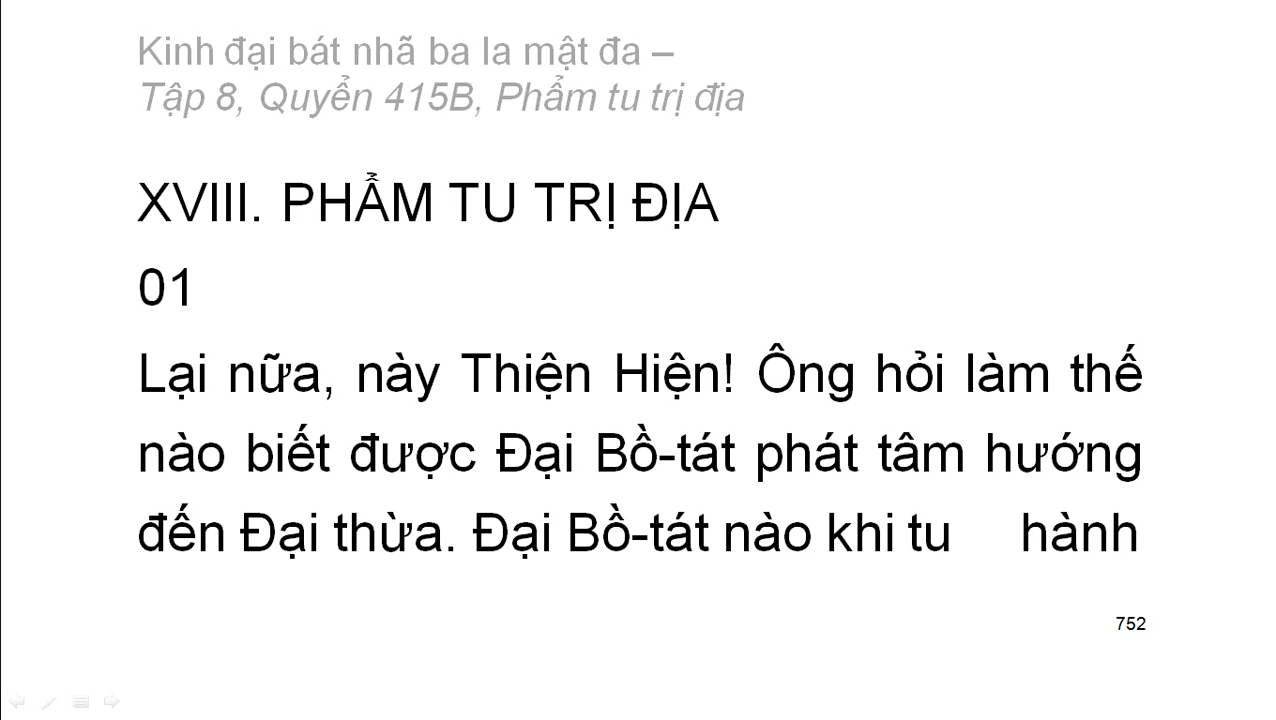 Kinh đại bát nhã ba la mật đa –
Tập 8, Quyển 415B, Phẩm tu trị địa
XVIII. PHẨM TU TRỊ ĐỊA
01
Lại nữa, này Thiện Hiện! Ông hỏi làm thế
nào biết được Đại Bồ-tát phát tâm hướng
đến Đại thừa. Đại Bồ-tát nào khi tu hành
752